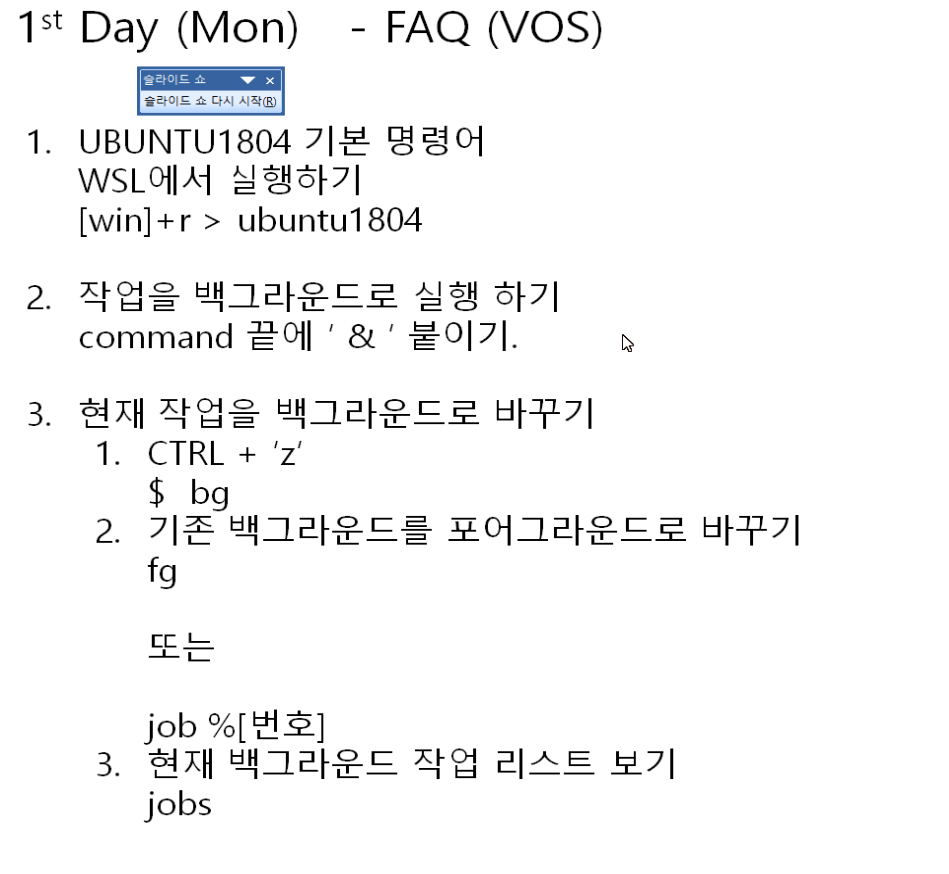 1st Day (Mon) - FAQ (VOS)
슬라이드 쇼
슬라이드 쇼 다시 시작(R)
1. UBUNTU1804 기본 명령어
WSL에서 실행하기
[win]+r > ubuntu1804
2. 작업을 백그라운드로 실행 하기
command 끝에 ‘ & ’ 붙이기.
3. 현재 작업을 백그라운드로 바꾸기
1. CTRL + ‘z’
$ bg
2. 기존 백그라운드를 포어그라운드로 바꾸기
fg
또는
job %[번호]
3. 현재 백그라운드 작업 리스트 보기
jobs